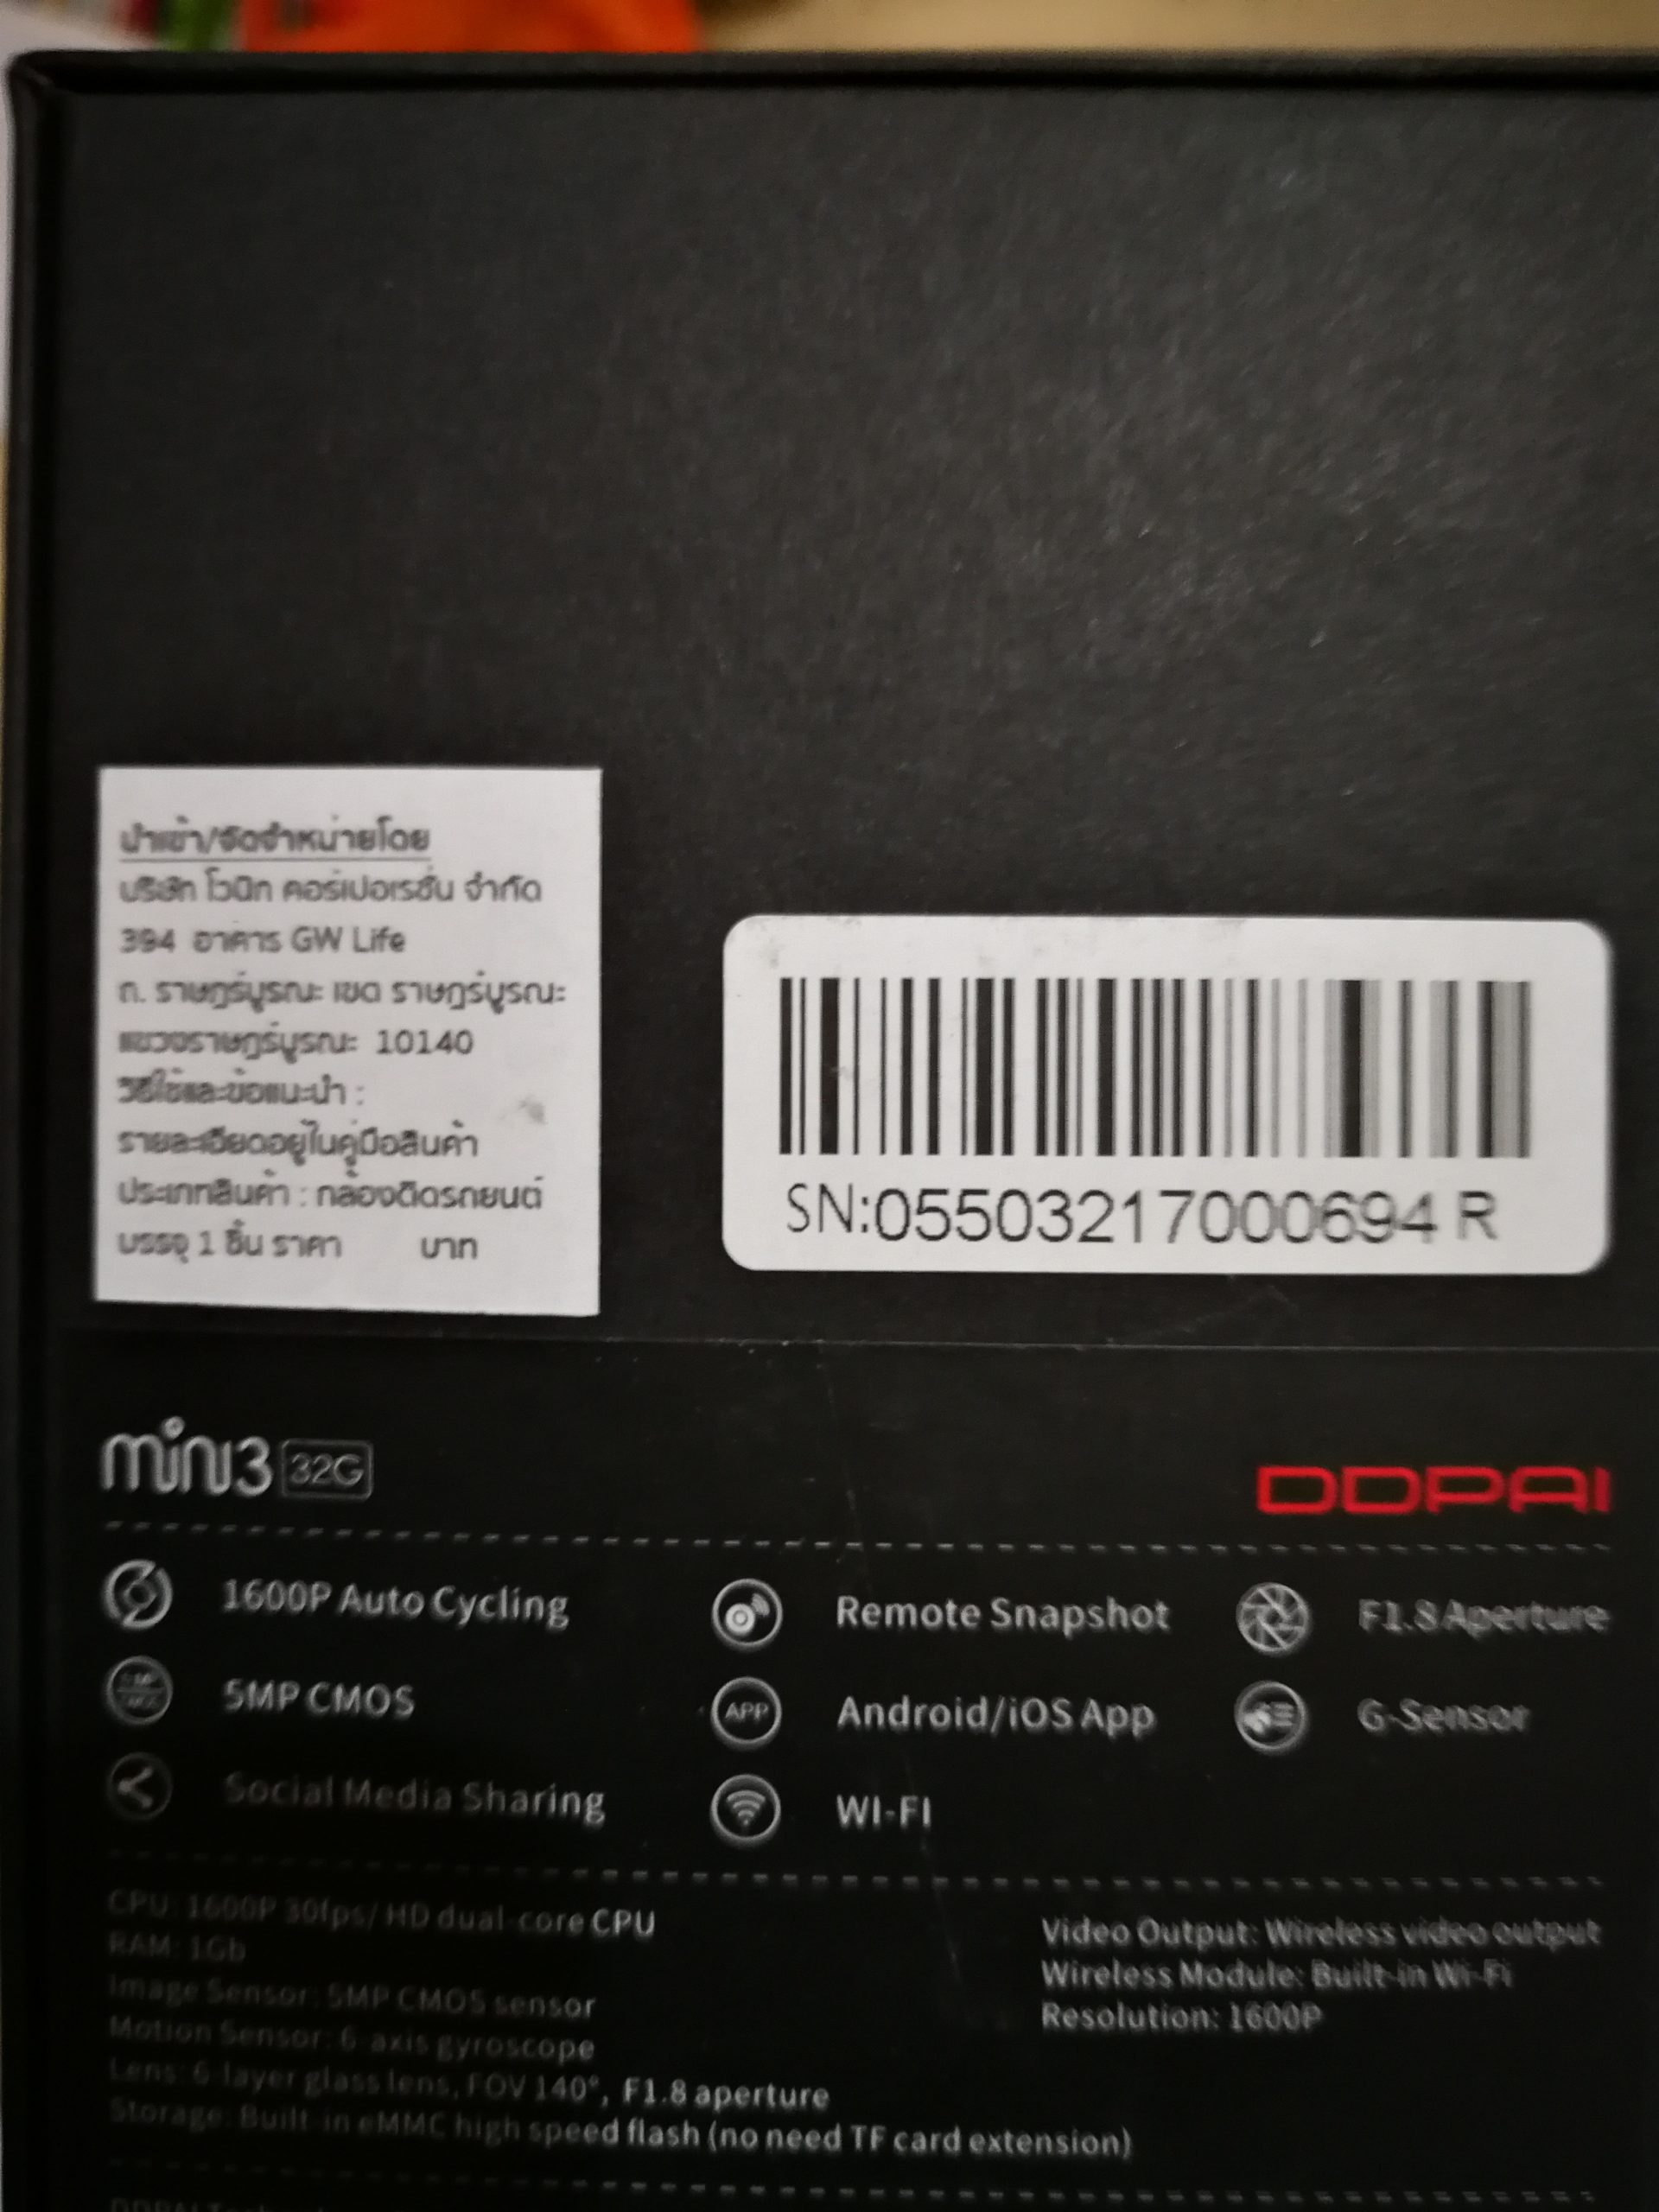 นำเข้า/จัดจำหน่ายโดย
บริษัท โวนิท คอร์เปอเรชั่น จำกัด
394 อาคาร GW Life
ถ. ราษฎร์บูรณะ เขต ราษฎร์บูรณะ
แขวงราษฎร์บูรณะ 10140
วิธีใช้และข้อแนะนำ :
รายละเอียดอยู่ในคู่มือสินค้า
ประเภทสินค้า : กล้องติดรถยนต์
บรรจุ 1 ชิ้น ราคา บาท
SN:05503217000694 R
mini3 32G
DDPAI
1600P Auto Cycling
Remote Snapshot
F1.8 Aperture
5MP CMOS
APP
Android/iOS App
G-Sensor
Social Media Sharing
WI-FI
CPU: 1600P 30fps/ HD dual-core CPU
RAM: 1Gb
Image Sensor: 5MP CMOS sensor
Motion Sensor: 6-axis gyroscope
Lens: 6-layer glass lens, FOV 140°, F1.8 aperture
Storage: Built-in eMMC high speed flash (no need TF card extension)
Video Output: Wireless video output
Wireless Module: Built-in Wi-Fi
Resolution: 1600P